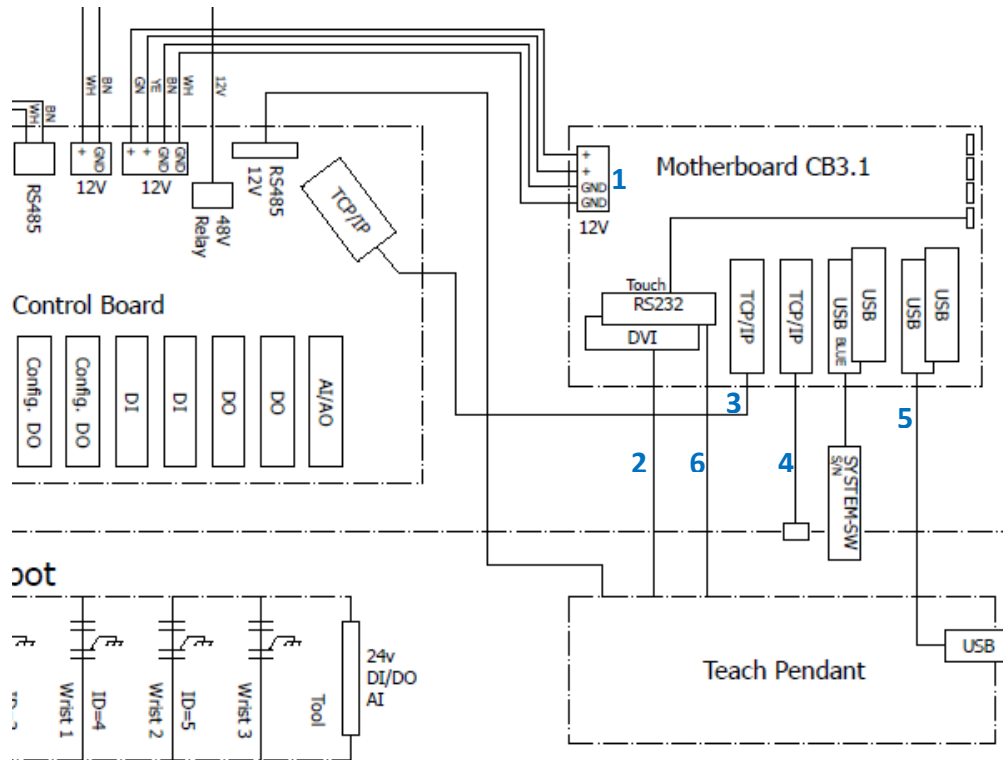 WH
BN
GN
YE
BN
WH
12V
WH
BN
RS485
+
GND
12V
+
+
GND
GND
12V
48V
Relay
RS485
12V
TCP/IP
Control Board
Config. DO
Config. DO
DI
DI
DO
DO
AI/AO
Motherboard CB3.1
+
+
GND
GND
1
12V
Touch
RS232
DVI
TCP/IP
TCP/IP
USB BLUE
USB
USB
USB
3
5
2
6
4
SYSTEM-SW
S/N
oot
Wrist 1
ID=4
Wrist 2
ID=5
Wrist 3
Tool
24v
DI/DO
AI
Teach Pendant
USB